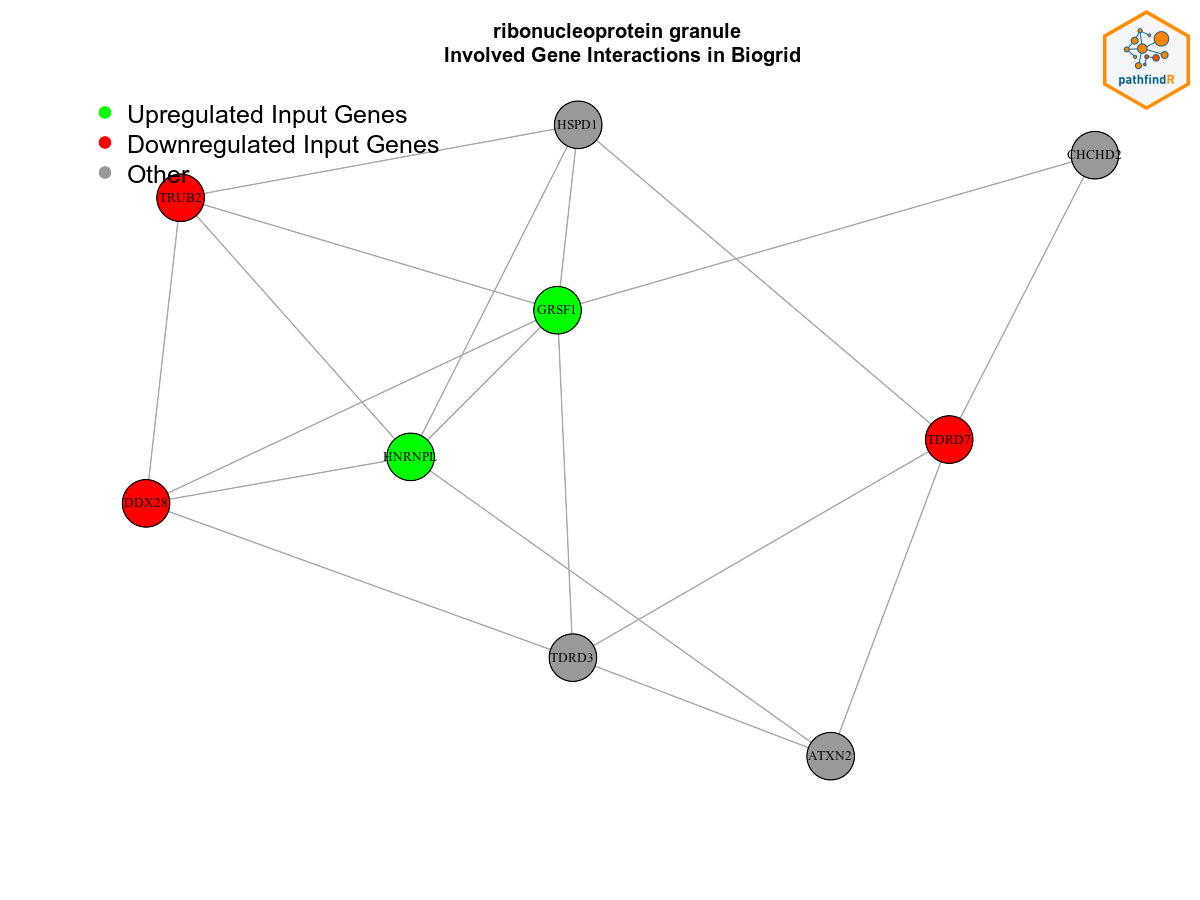 ribonucleoprotein granule
Involved Gene Interactions in Biogrid
pathfindR
Upregulated Input Genes
Downregulated Input Genes
Other
HSPD1
CHCHD2
TRUB2
GRSF1
TDRD7
HNRNPL
DDX28
TDRD3
ATXN2